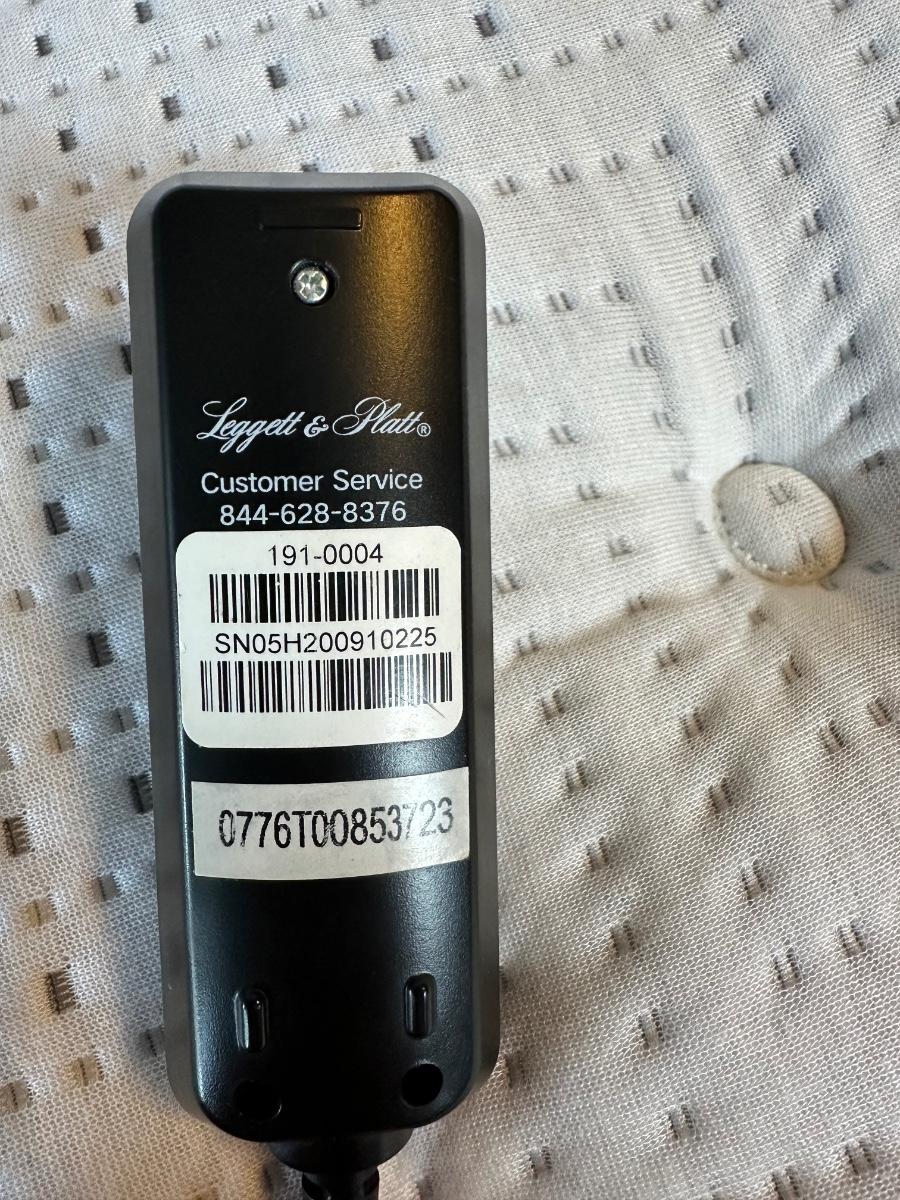 Leggett & Platt®
Customer Service
844-628-8376
191-0004
SN05H200910225
0776T00853723